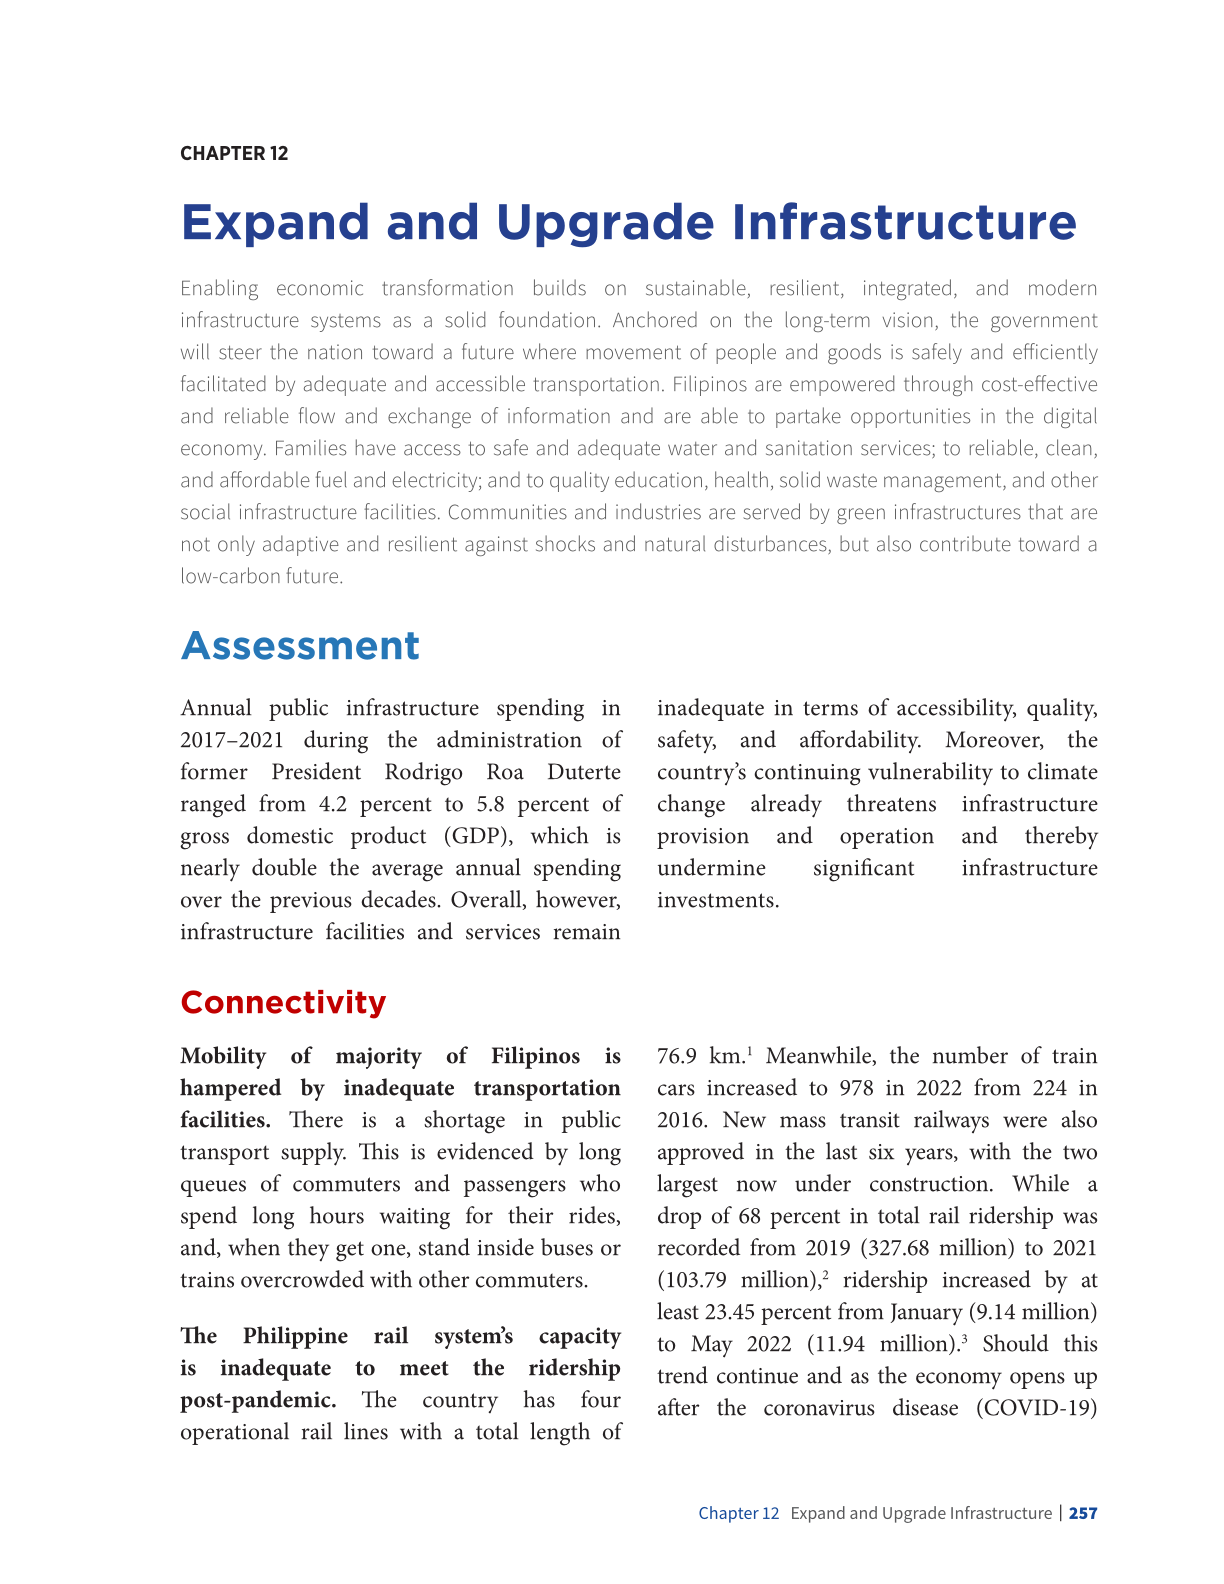 CHAPTER 12
Expand and Upgrade Infrastructure
Enabling economic transformation builds on sustainable, resilient, integrated, and modern
infrastructure systems as a solid foundation. Anchored on the long-term vision, the government
will steer the nation toward a future where movement of people and goods is safely and efficiently
facilitated by adequate and accessible transportation. Filipinos are empowered through cost-effective
and reliable flow and exchange of information and are able to partake opportunities in the digital
economy. Families have access to safe and adequate water and sanitation services; to reliable, clean,
and affordable fuel and electricity; and to quality education, health, solid waste management, and other
social infrastructure facilities. Communities and industries are served by green infrastructures that are
not only adaptive and resilient against shocks and natural disturbances, but also contribute toward a
low-carbon future.
Assessment
Annual public infrastructure spending in
2017–2021 during the administration of
former President Rodrigo Roa Duterte
ranged from 4.2 percent to 5.8 percent of
gross domestic product (GDP), which is
nearly double the average annual spending
over the previous decades. Overall, however,
infrastructure facilities and services remain
inadequate in terms of accessibility, quality,
safety, and affordability. Moreover, the
country's continuing vulnerability to climate
change already threatens infrastructure
provision and operation and thereby
undermine significant infrastructure
investments.
Connectivity
Mobility of majority of Filipinos is
hampered by inadequate transportation
facilities. There is a shortage in public
transport supply. This is evidenced by long
queues of commuters and passengers who
spend long hours waiting for their rides,
and, when they get one, stand inside buses or
trains overcrowded with other commuters.
The Philippine rail system's capacity
is inadequate to meet the ridership
post-pandemic. The country has four
operational rail lines with a total length of
76.9 km.¹ Meanwhile, the number of train
cars increased to 978 in 2022 from 224 in
2016. New mass transit railways were also
approved in the last six years, with the two
largest now under construction. While a
drop of 68 percent in total rail ridership was
recorded from 2019 (327.68 million) to 2021
(103.79 million),² ridership increased by at
least 23.45 percent from January (9.14 million)
to May 2022 (11.94 million).³ Should this
trend continue and as the economy opens up
after the coronavirus disease (COVID-19)
Chapter 12 Expand and Upgrade Infrastructure | 257